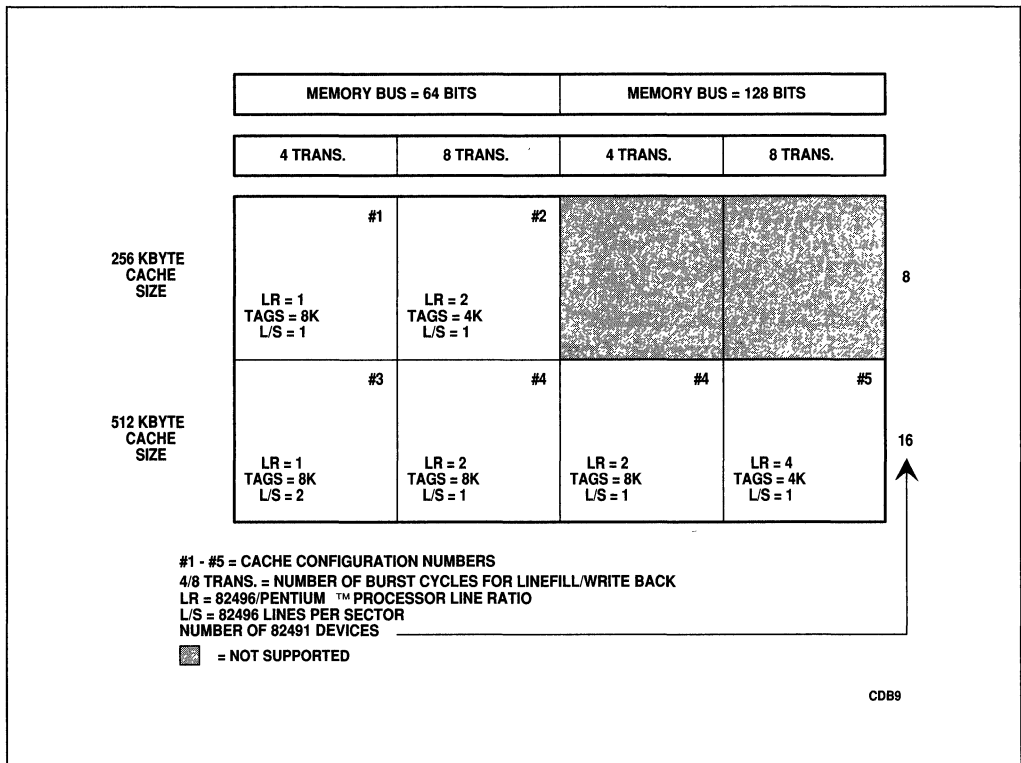 MEMORY BUS = 64 BITS
MEMORY BUS = 128 BITS
4 TRANS.
8 TRANS.
4 TRANS.
8 TRANS.
256 KBYTE
CACHE
SIZE
#1
LR = 1
TAGS = 8K
L/S = 1
#2
LR = 2
TAGS = 4K
L/S = 1
8
512 KBYTE
CACHE
SIZE
#3
LR = 1
TAGS = 8K
L/S = 2
#4
LR = 2
TAGS = 8K
L/S = 1
#4
LR = 2
TAGS = 8K
L/S = 1
#5
LR = 4
TAGS = 4K
L/S = 1
16
#1 - #5 = CACHE CONFIGURATION NUMBERS
4/8 TRANS. = NUMBER OF BURST CYCLES FOR LINEFILL/WRITE BACK
LR = 82496/PENTIUM ™ PROCESSOR LINE RATIO
L/S = 82496 LINES PER SECTOR
NUMBER OF 82491 DEVICES
= NOT SUPPORTED
CDB9